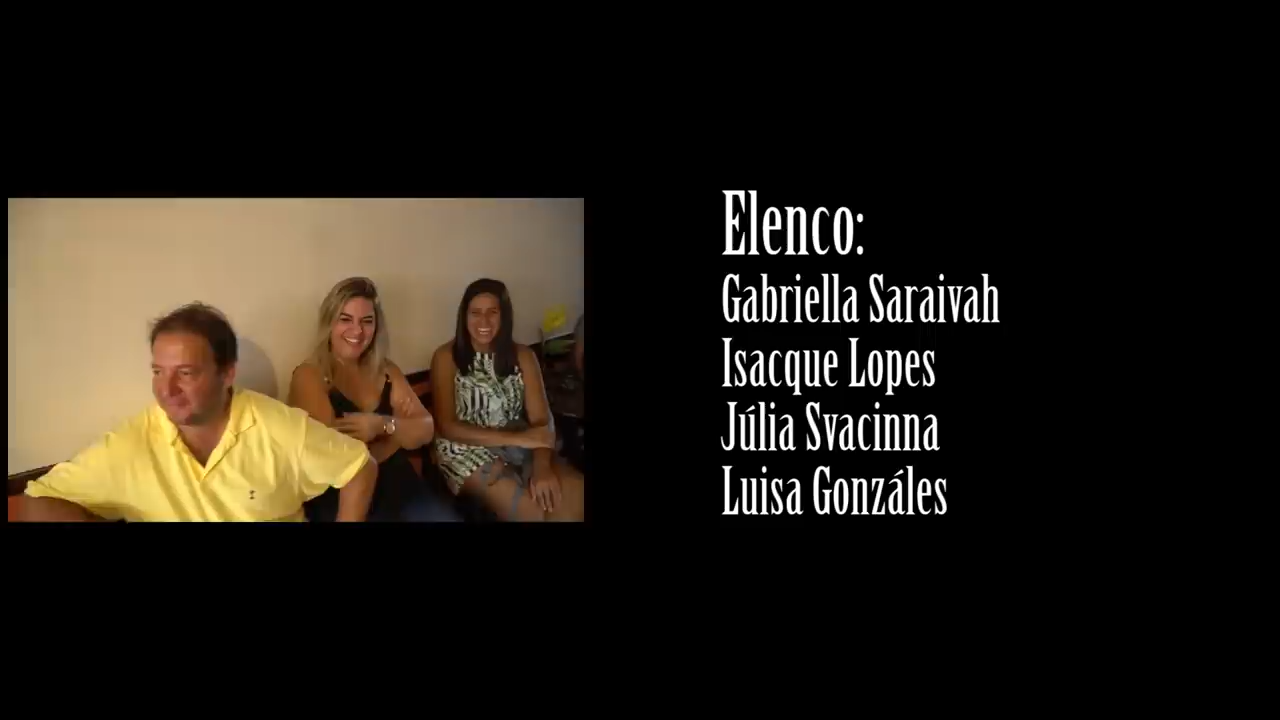 Elenco:
Gabriella Saraivah
Isacque Lopes
Júlia Svacinna
Luisa Gonzáles